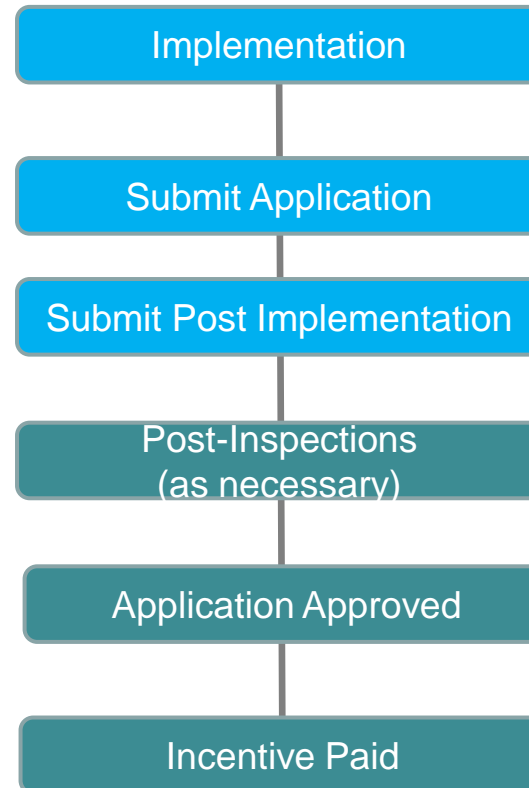 Implementation
Submit Application
Submit Post Implementation
Post-Inspections
(as necessary)
Application Approved
Incentive Paid